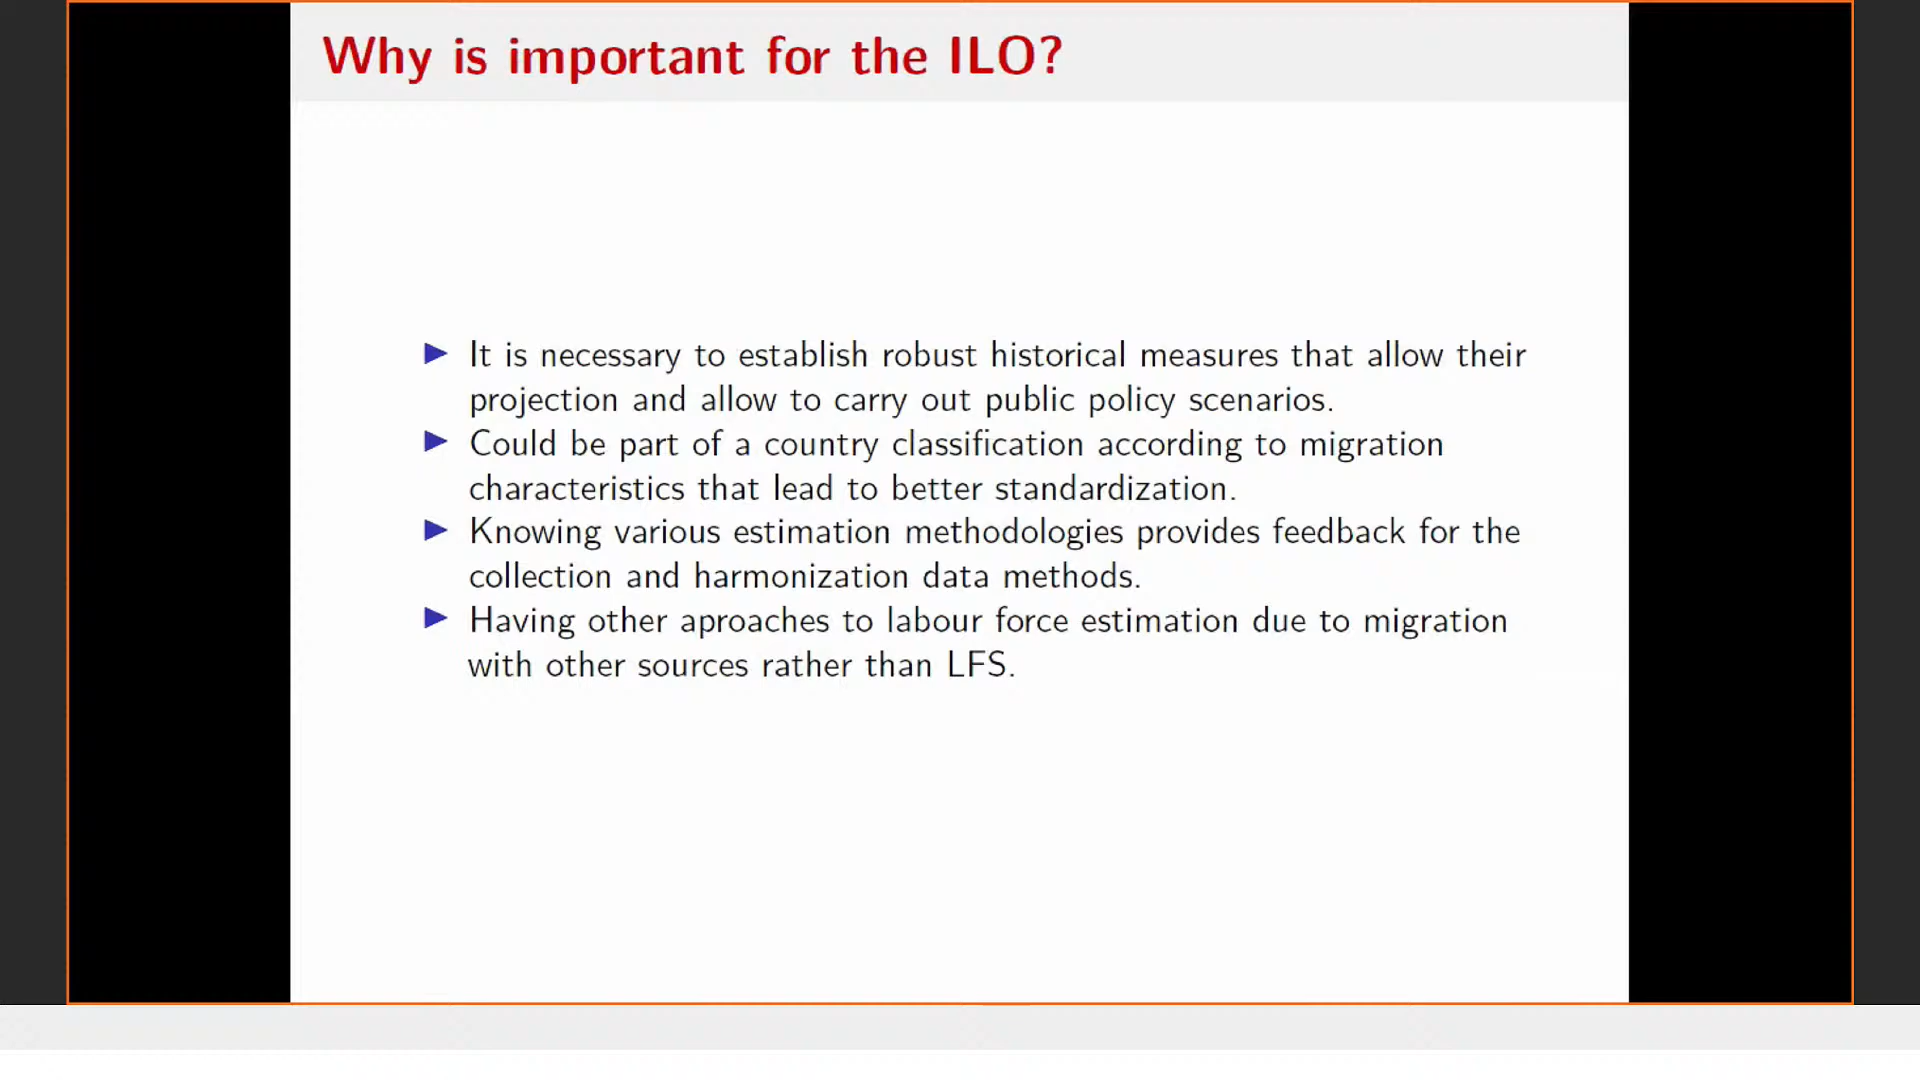 Why is important for the ILO?
It is necessary to establish robust historical measures that allow their
projection and allow to carry out public policy scenarios.
Could be part of a country classification according to migration
characteristics that lead to better standardization.
Knowing various estimation methodologies provides feedback for the
collection and harmonization data methods.
Having other aproaches to labour force estimation due to migration
with other sources rather than LFS.